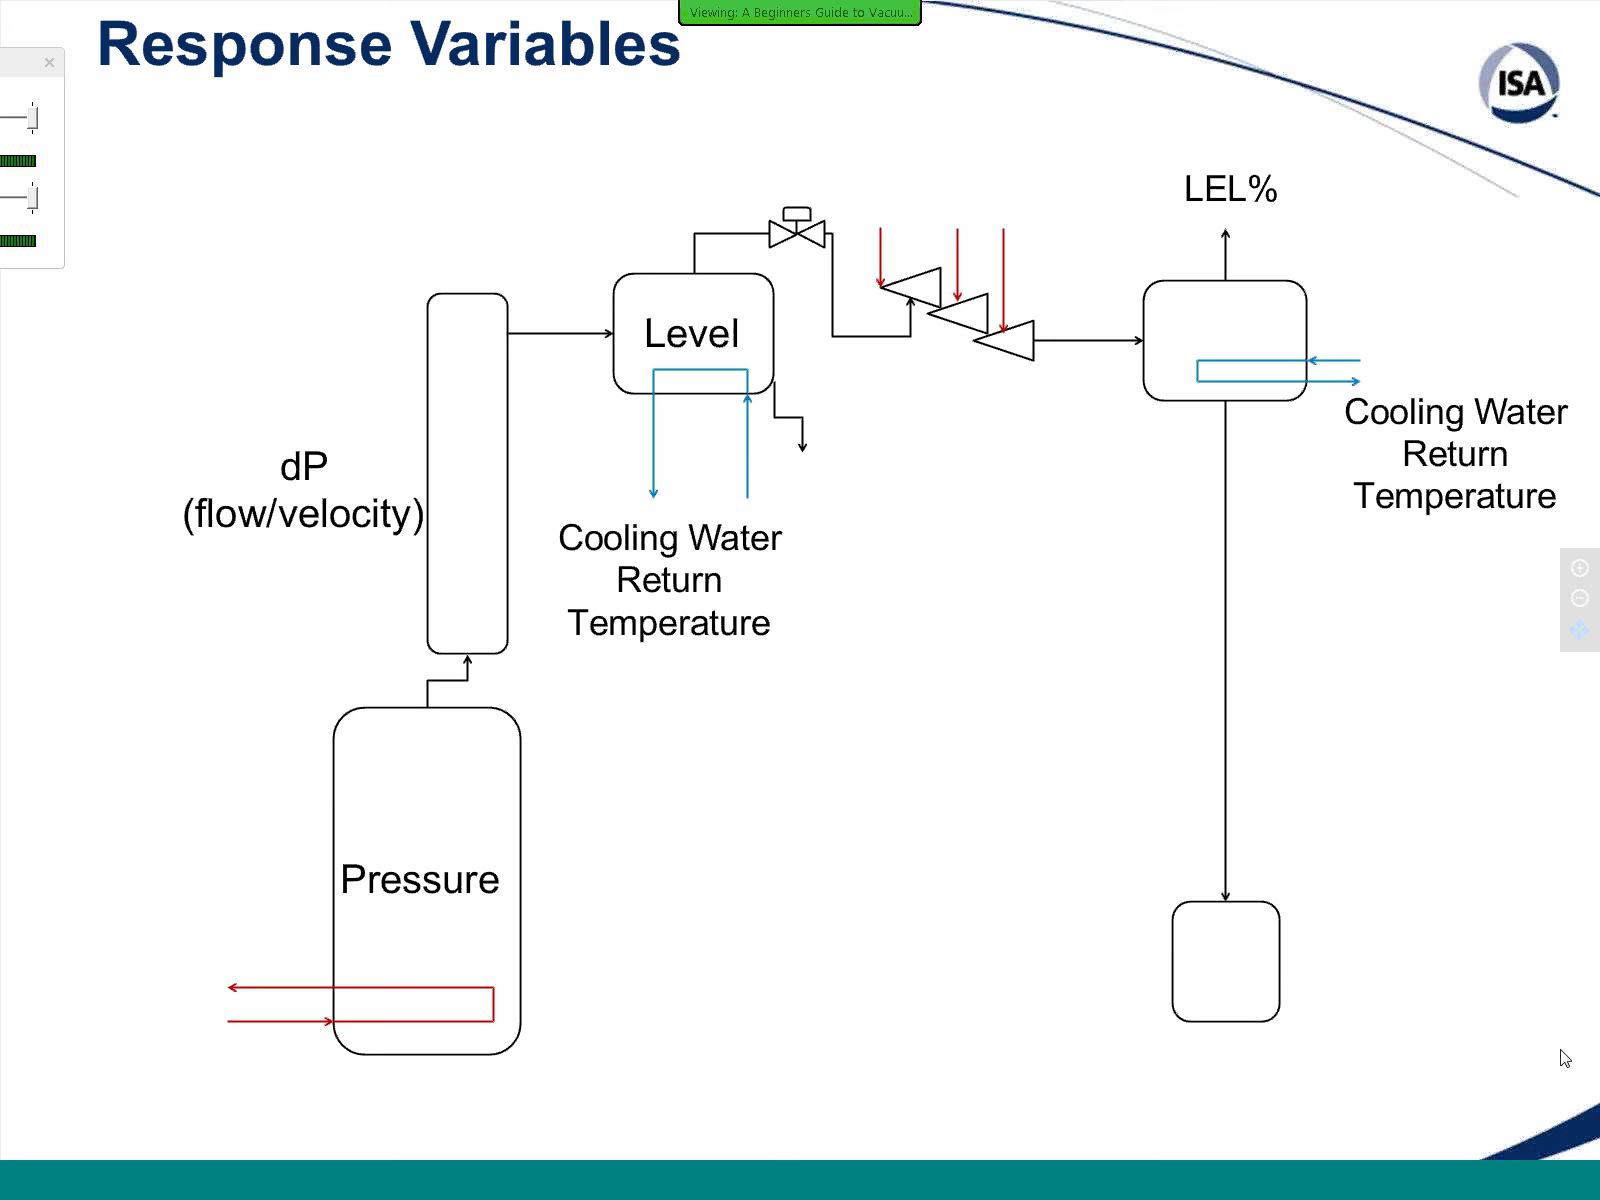 Viewing: A Beginners Guide to Vacuu...
Response Variables
ISA
LEL%
Level
Cooling Water
Return
Temperature
dP
(flow/velocity)
Cooling Water
Return
Temperature
Pressure